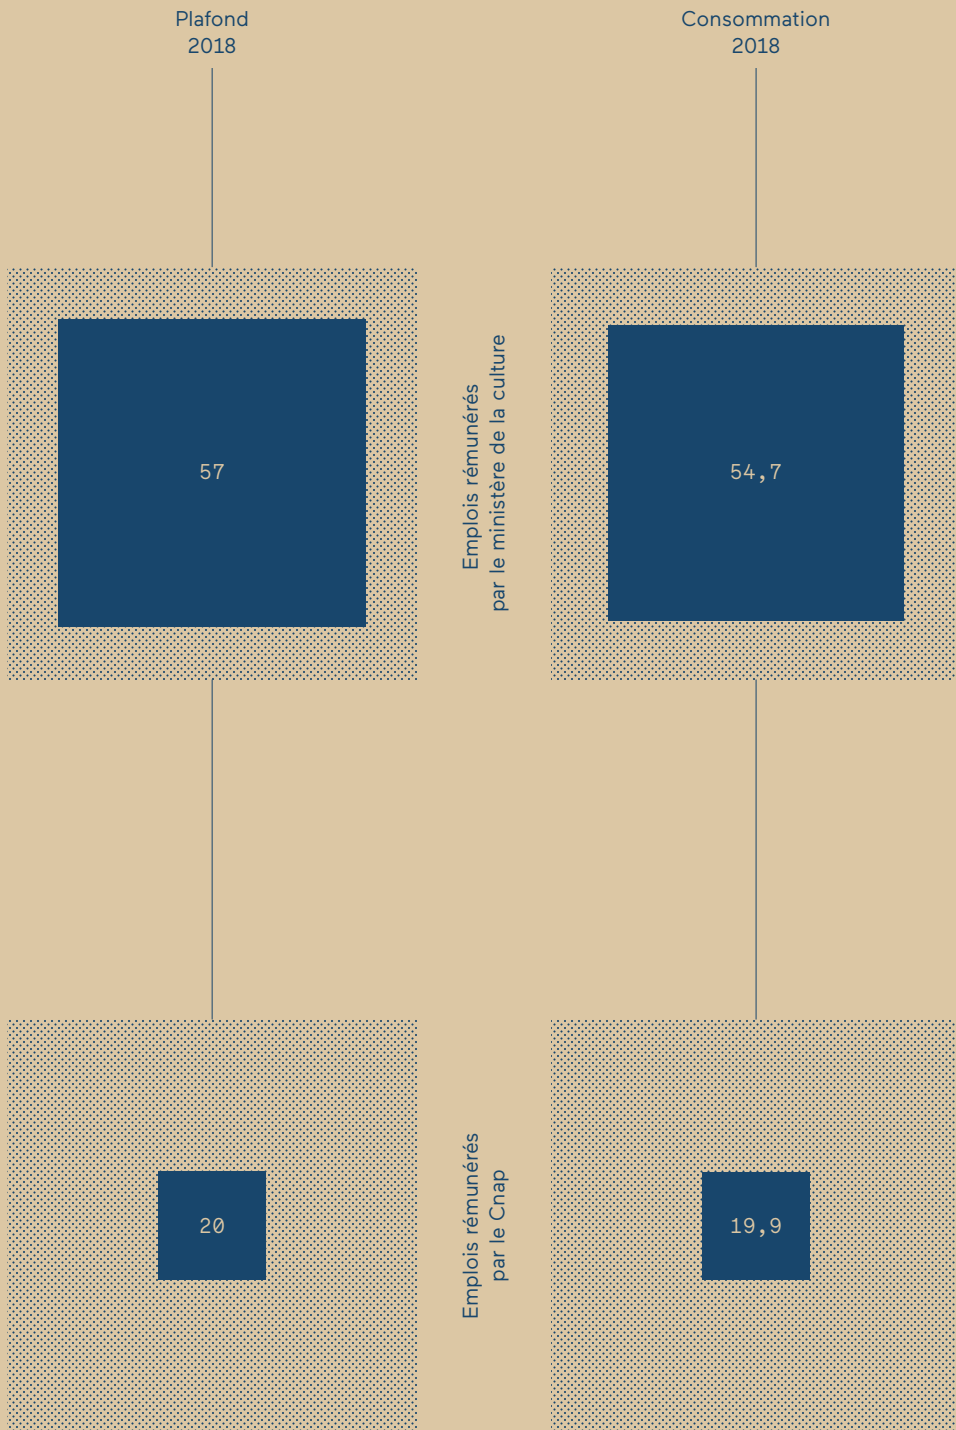 Plafond
2018
Consommation
2018
57
Emplois rémunérés
par le ministère de la culture
54,7
20
Emplois rémunérés
par le Cnap
19,9